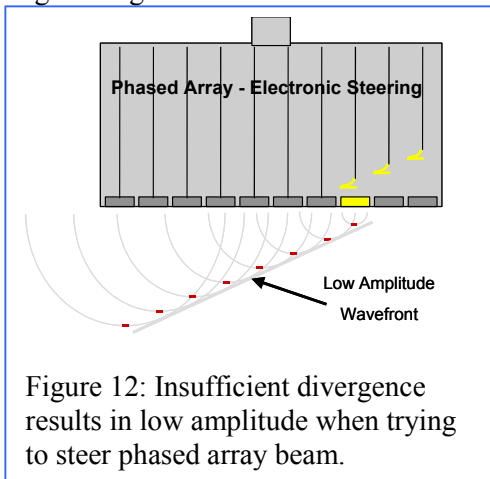 Phased Array - Electronic Steering
Low Amplitude
Wavefront
Figure 12: Insufficient divergence
results in low amplitude when trying
to steer phased array beam.